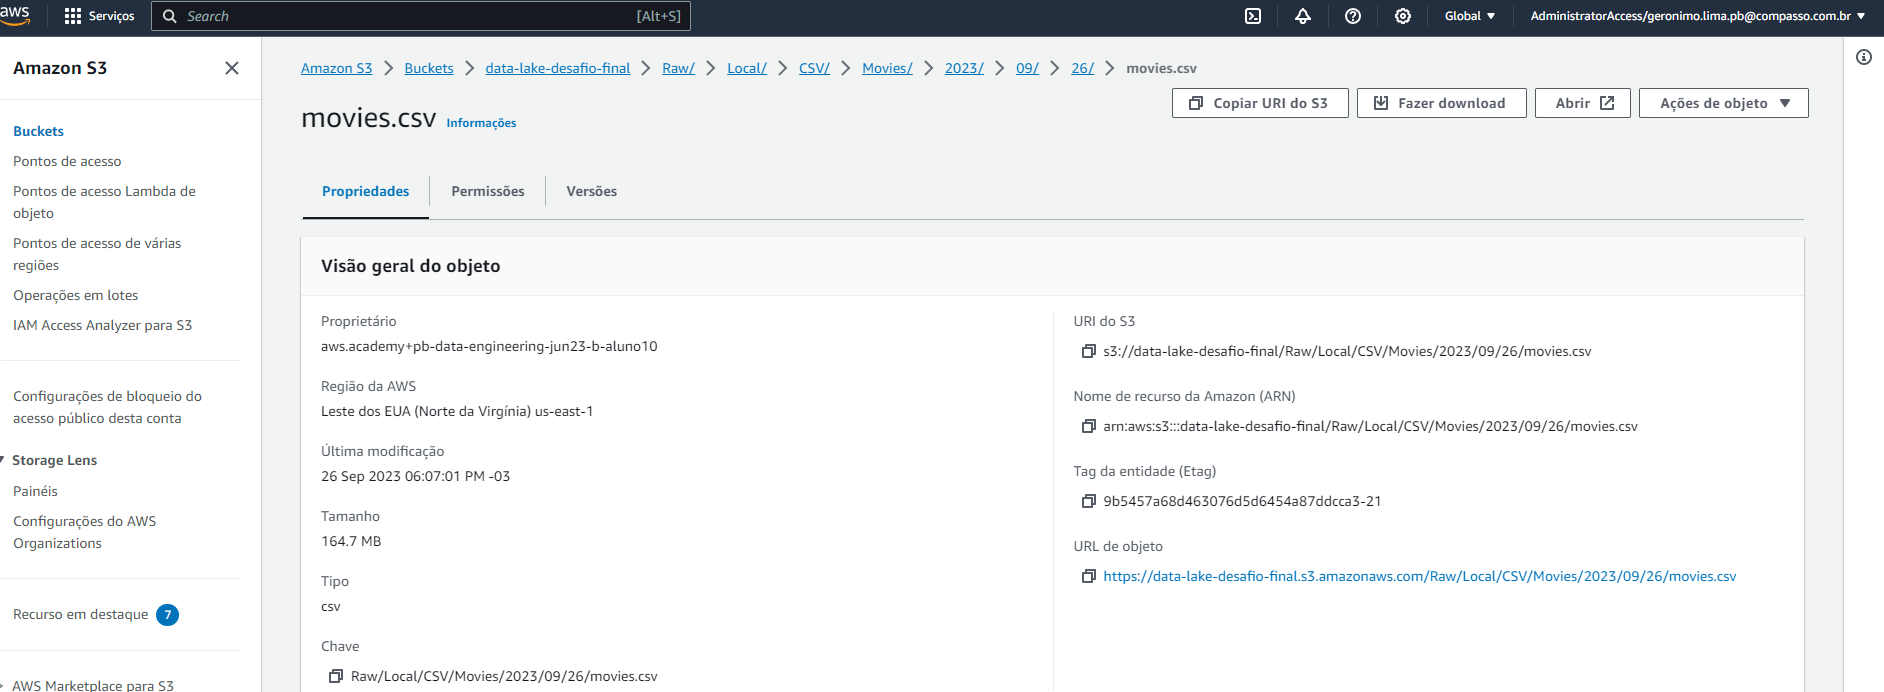 aws
Serviços
Search
[Alt+S]
Global
AdministratorAccess/geronimo.lima.pb@compasso.com.br
Amazon S3
Buckets
Pontos de acesso
Pontos de acesso Lambda de
objeto
Pontos de acesso de várias
regiões
Operações em lotes
IAM Access Analyzer para S3
Configurações de bloqueio do
acesso público desta conta
Storage Lens
Painéis
Configurações do AWS
Organizations
Recurso em destaque 7
AWS Marketplace para S3
Amazon S3 Buckets data-lake-desafio-final Raw/ Local/ CSV/ Movies/ 2023/ 09/ 26/ movies.csv
movies.csv Informações
Copiar URI do S3
Fazer download
Abrir
Ações de objeto
Propriedades
Permissões
Versões
Visão geral do objeto
Proprietário
aws.academy+pb-data-engineering-jun23-b-aluno10
Região da AWS
Leste dos EUA (Norte da Virgínia) us-east-1
Última modificação
26 Sep 2023 06:07:01 PM -03
Tamanho
164.7 MB
Tipo
csv
Chave
Raw/Local/CSV/Movies/2023/09/26/movies.csv
URI do S3
s3://data-lake-desafio-final/Raw/Local/CSV/Movies/2023/09/26/movies.csv
Nome de recurso da Amazon (ARN)
arn:aws:s3:::data-lake-desafio-final/Raw/Local/CSV/Movies/2023/09/26/movies.csv
Tag da entidade (Etag)
9b5457a68d463076d5d6454a87ddcca3-21
URL de objeto
https://data-lake-desafio-final.s3.amazonaws.com/Raw/Local/CSV/Movies/2023/09/26/movies.csv